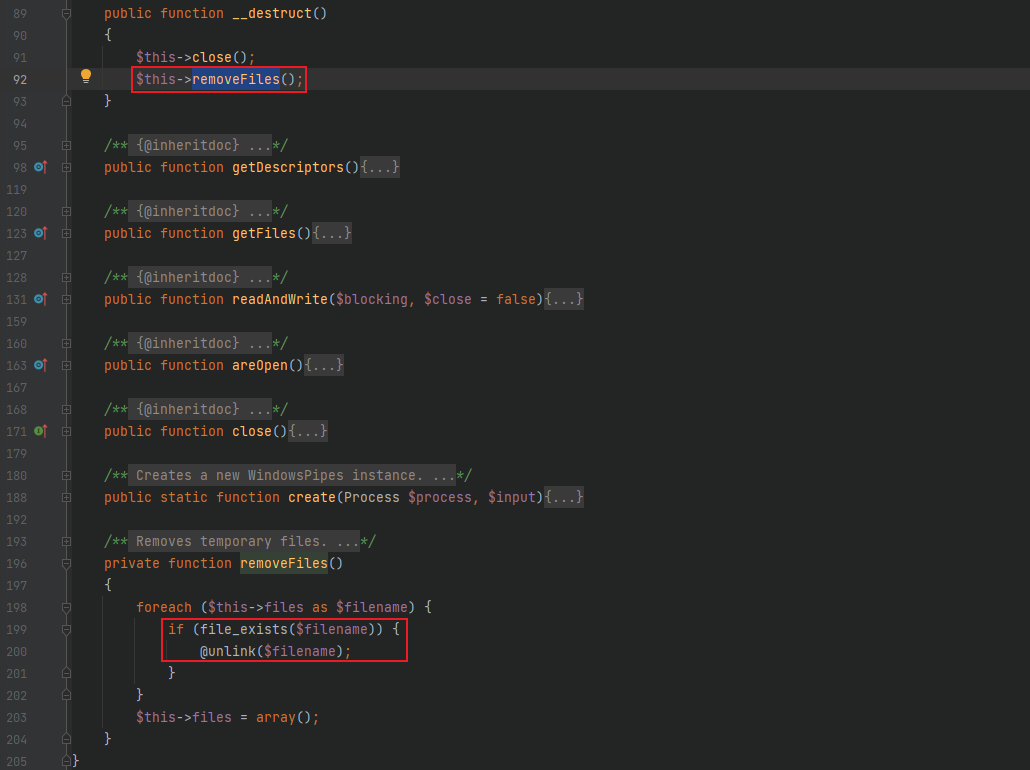 89 public function __destruct()
90 {
91 $this->close();
92 $this->removeFiles();
93 }
94
95 /** {@inheritdoc} ...*/
98 public function getDescriptors(){...}
119
120 /** {@inheritdoc} ...*/
123 public function getFiles(){...}
127
128 /** {@inheritdoc} ...*/
131 public function readAndWrite($blocking, $close = false){...}
159
160 /** {@inheritdoc} ...*/
163 public function areOpen(){...}
167
168 /** {@inheritdoc} ...*/
171 public function close(){...}
179
180 /** Creates a new WindowsPipes instance. ...*/
188 public static function create(Process $process, $input){...}
192
193 /** Removes temporary files. ...*/
196 private function removeFiles()
197 {
198 foreach ($this->files as $filename) {
199 if (file_exists($filename)) {
200 @unlink($filename);
201 }
202 }
203 $this->files = array();
204 }
205 }